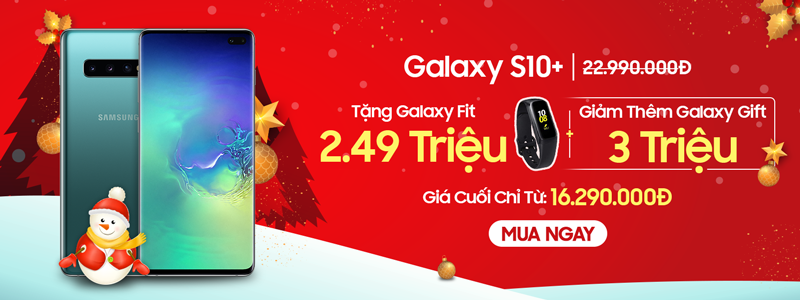 SAMSUNG
Galaxy S10+ | 22.990.000Đ
Tặng Galaxy Fit
2.49 Triệu
+
Giảm Thêm Galaxy Gift
3 Triệu
Giá Cuối Chỉ Từ: 16.290.000Đ
MUA NGAY